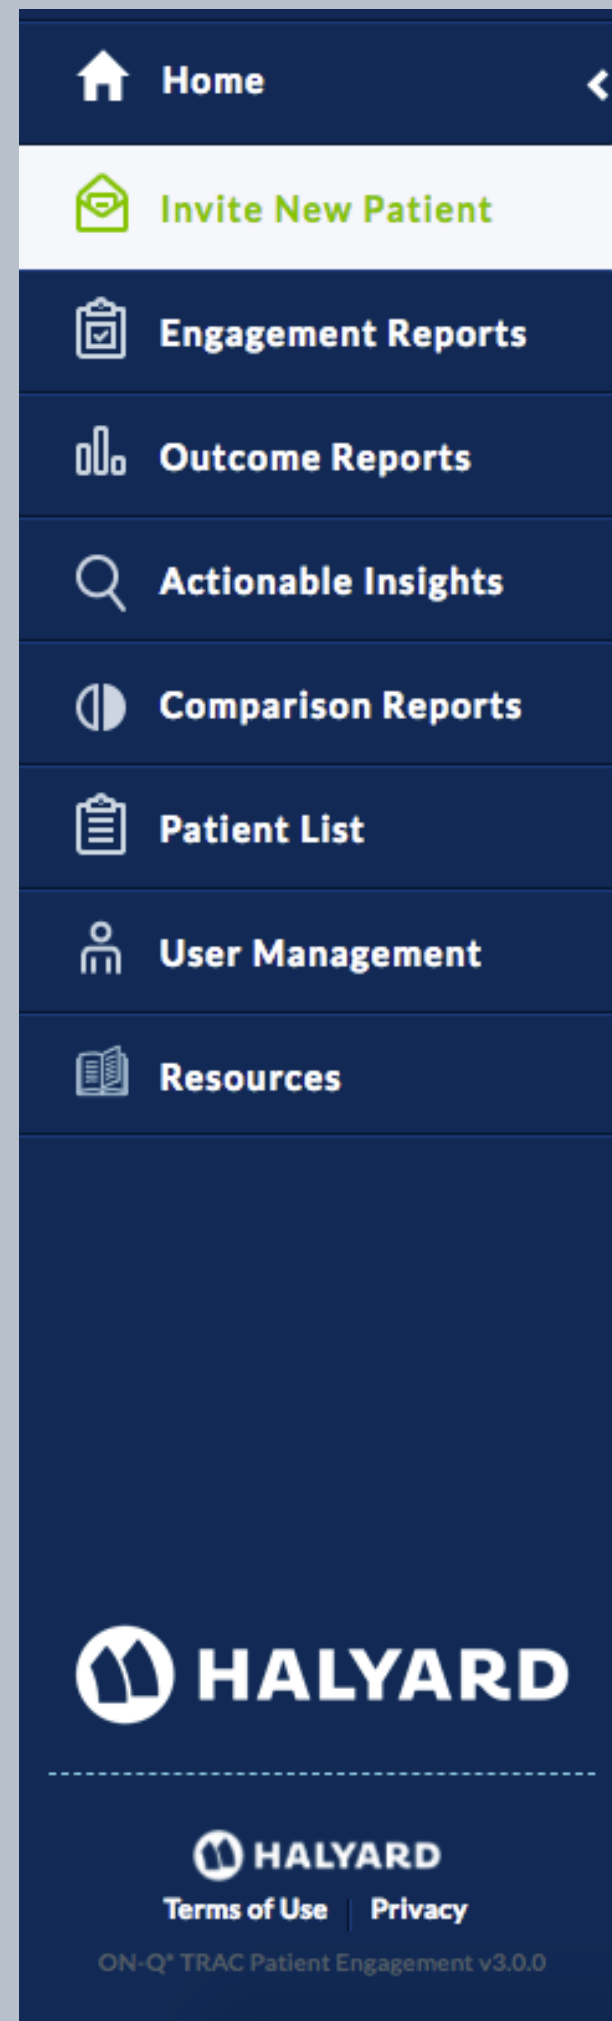 Home
Invite New Patient
Engagement Reports
Outcome Reports
Actionable Insights
Comparison Reports
Patient List
User Management
Resources
HALYARD
HALYARD
Terms of Use | Privacy
ON-Q* TRAC Patient Engagement v3.0.0